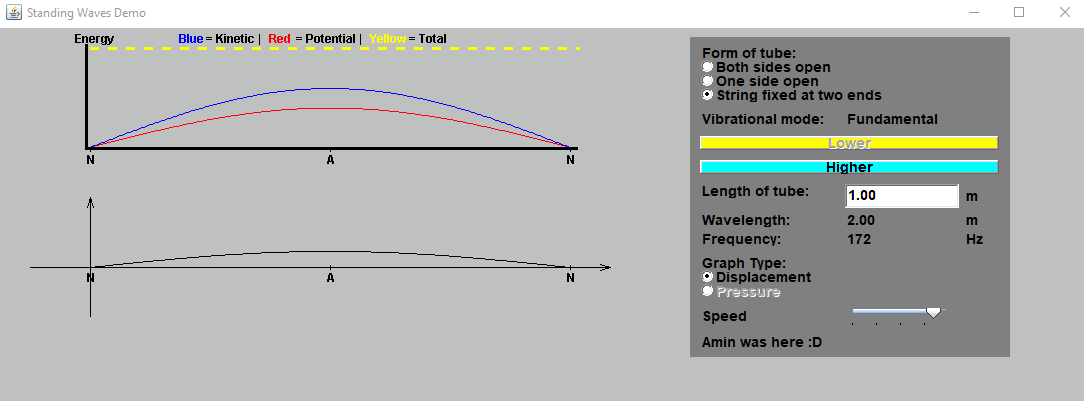 Standing Waves Demo
Energy
Blue = Kinetic | Red = Potential | Yellow = Total
N A N
N A N
Form of tube:
Both sides open
One side open
String fixed at two ends
Vibrational mode: Fundamental
Lower
Higher
Length of tube: 1.00 m
Wavelength: 2.00 m
Frequency: 172 Hz
Graph Type:
Displacement
Pressure
Speed
Amin was here :D